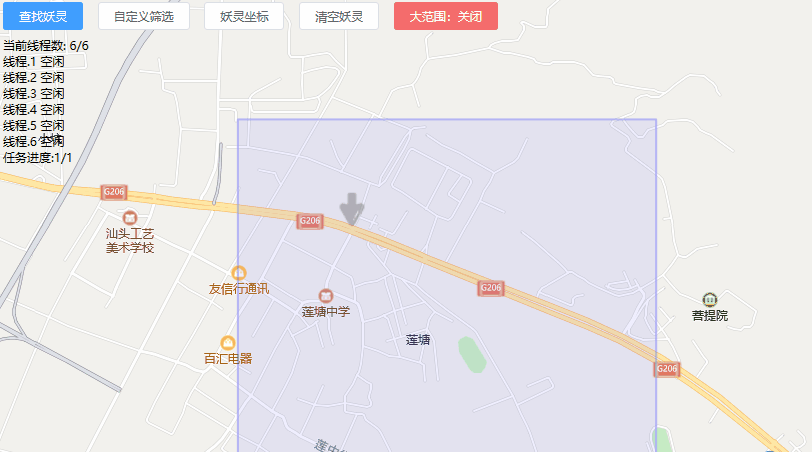 查找妖灵
自定义筛选
妖灵坐标
清空妖灵
大范围：关闭
当前线程数: 6/6
线程.1 空闲
线程.2 空闲
线程.3 空闲
线程.4 空闲
线程.5 空闲
线程.6 空闲
任务进度:1/1
G206
G206
汕头工艺
美术学校
友信行通讯
G206
莲塘中学
菩提院
莲塘
百汇电器
G206
莲中